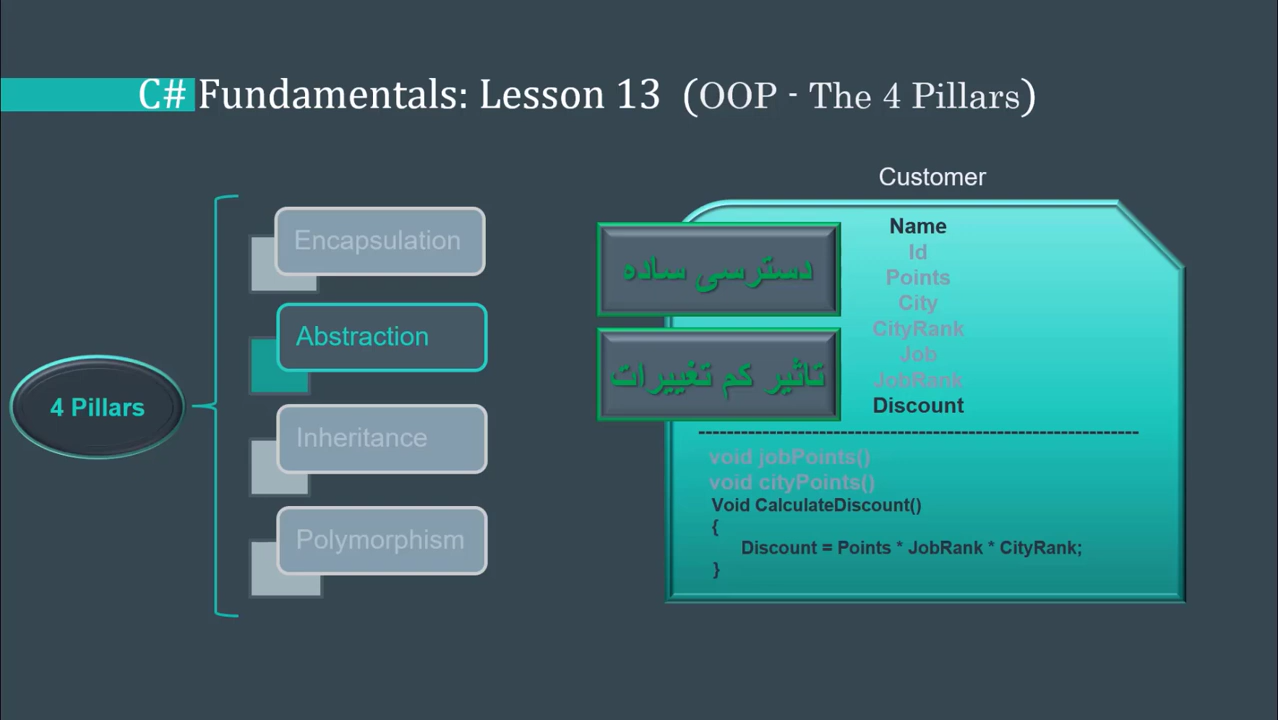 C# Fundamentals: Lesson 13 (OOP - The 4 Pillars)
4 Pillars
Encapsulation
Abstraction
Inheritance
Polymorphism
دسترسی ساده
تاثیر کم تغییرات
Customer
Name
Id
Points
City
CityRank
Job
JobRank
Discount
--------------------------------------------------------------
void jobPoints()
void cityPoints()
Void CalculateDiscount()
{
Discount = Points * JobRank * CityRank;
}